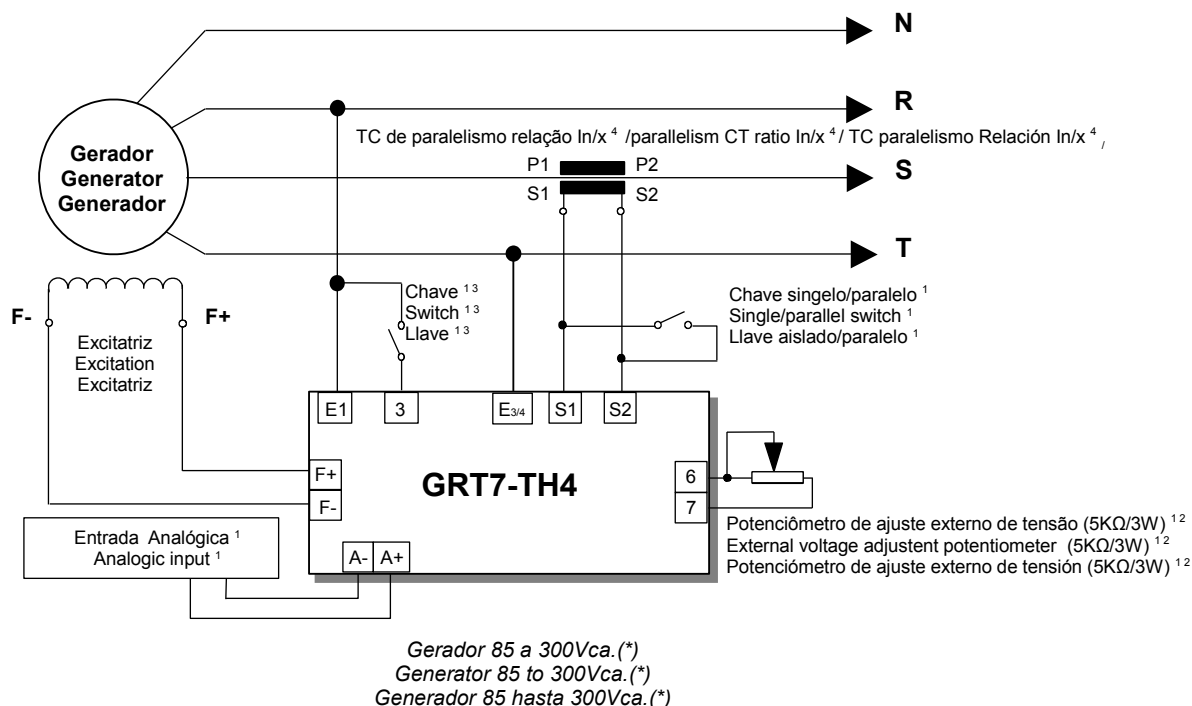 N
R
TC de paralelismo relação In/x ⁴ /parallelism CT ratio In/x ⁴/ TC paralelismo Relación In/x ⁴ /
Gerador
Generator
Generador
P1
P2
S
S1
S2
T
F-
F+
Excitatriz
Excitation
Excitatriz
Chave ¹ ³
Switch ¹ ³
Llave ¹ ³
Chave singelo/paralelo ¹
Single/parallel switch ¹
Llave aislado/paralelo ¹
E1
3
E3/4
S1
S2
F+
F-
GRT7-TH4
6
7
Entrada Analógica ¹
Analogic input ¹
A-
A+
Potenciômetro de ajuste externo de tensão (5KΩ/3W) ¹ ²
External voltage adjustent potentiometer (5KΩ/3W) ¹ ²
Potenciómetro de ajuste externo de tensión (5KΩ/3W) ¹ ²
Gerador 85 a 300Vca.(*)
Generator 85 to 300Vca.(*)
Generador 85 hasta 300Vca.(*)